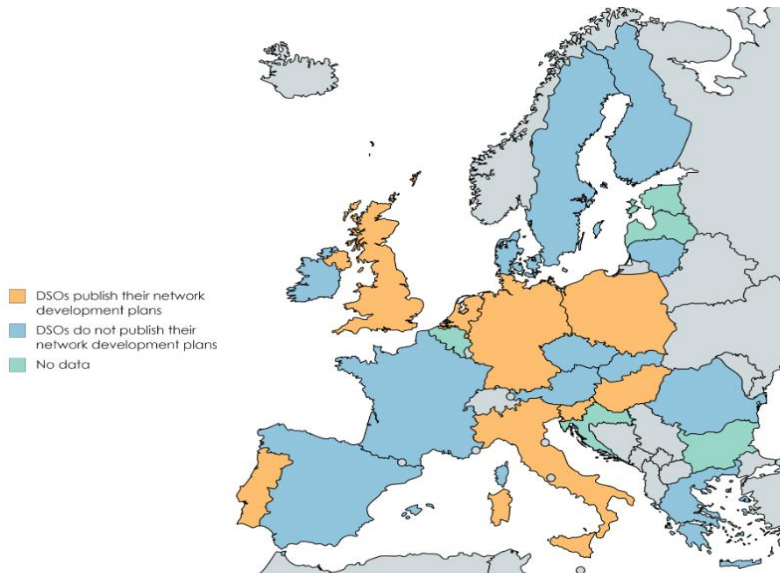 DSOs publish their network
development plans
DSOs do not publish their
network development plans
No data